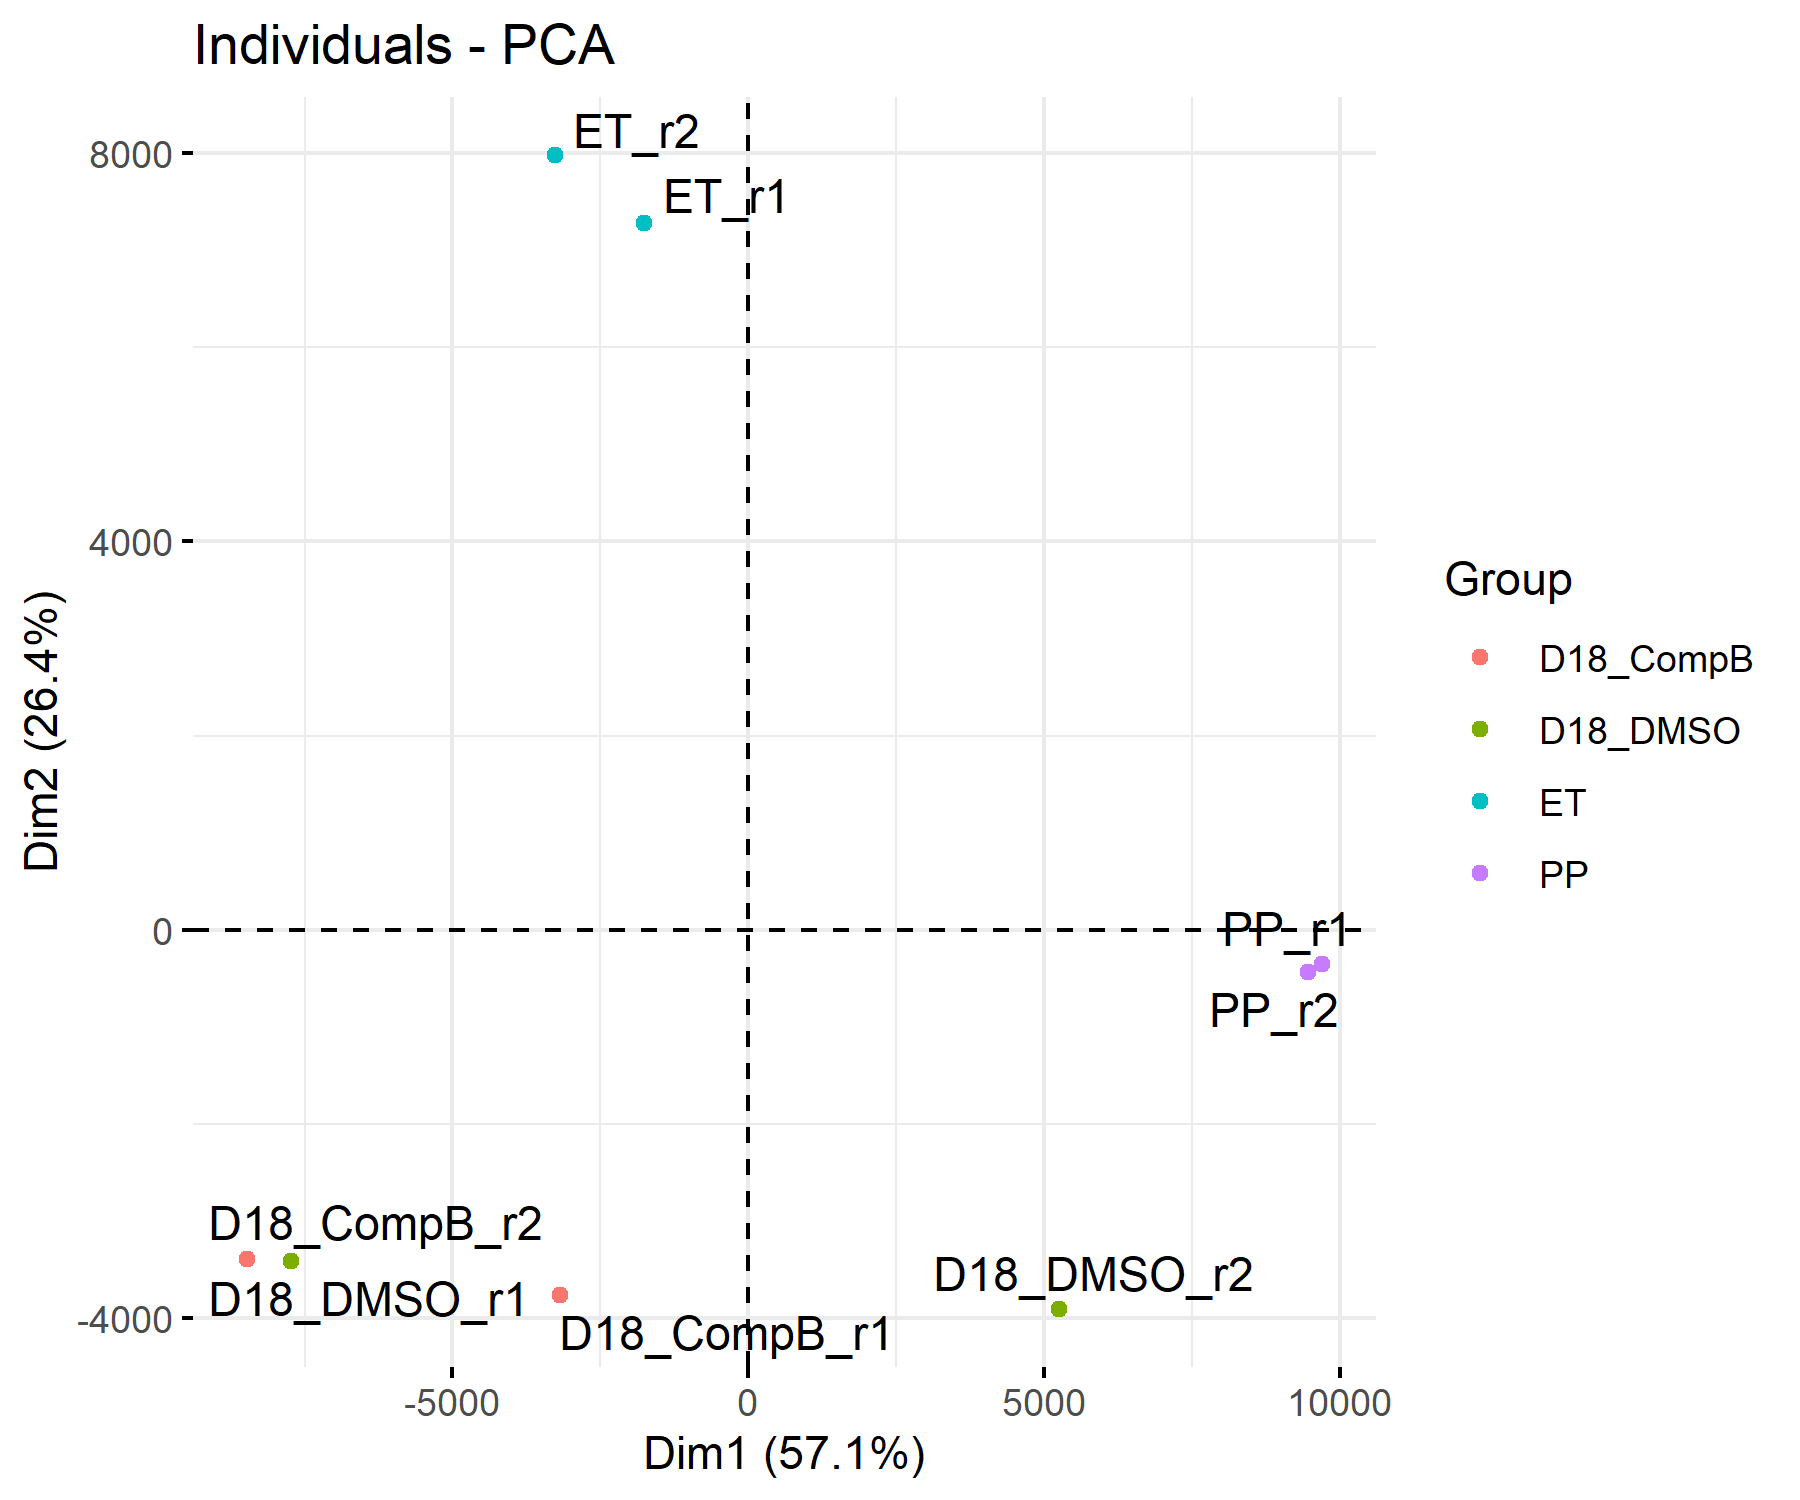 Individuals - PCA
ET_r2
ET_r1
8000
4000
0
-4000
Dim2 (26.4%)
PP_r1
PP_r2
D18_CompB_r2
D18_DMSO_r1
D18_CompB_r1
D18_DMSO_r2
-5000
0
5000
10000
Dim1 (57.1%)
Group
D18_CompB
D18_DMSO
ET
PP